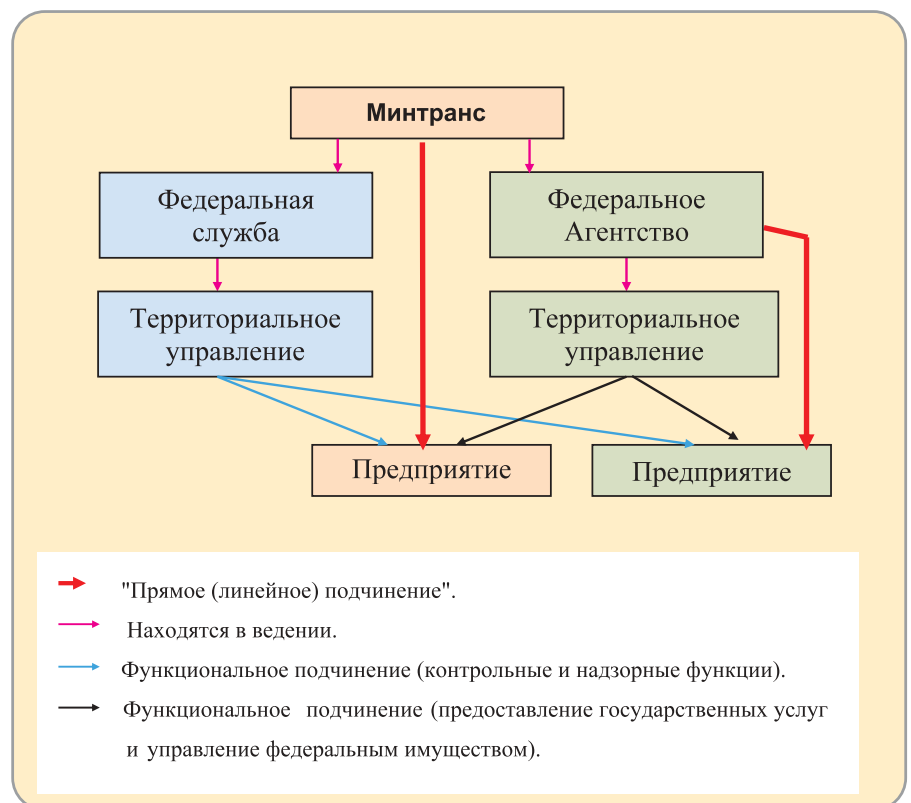 Минтранс
Федеральная
служба
Федеральное
Агентство
Территориальное
управление
Территориальное
управление
Предприятие
Предприятие
"Прямое (линейное) подчинение".
Находятся в ведении.
Функциональное подчинение (контрольные и надзорные функции).
Функциональное подчинение (предоставление государственных услуг
и управление федеральным имуществом).